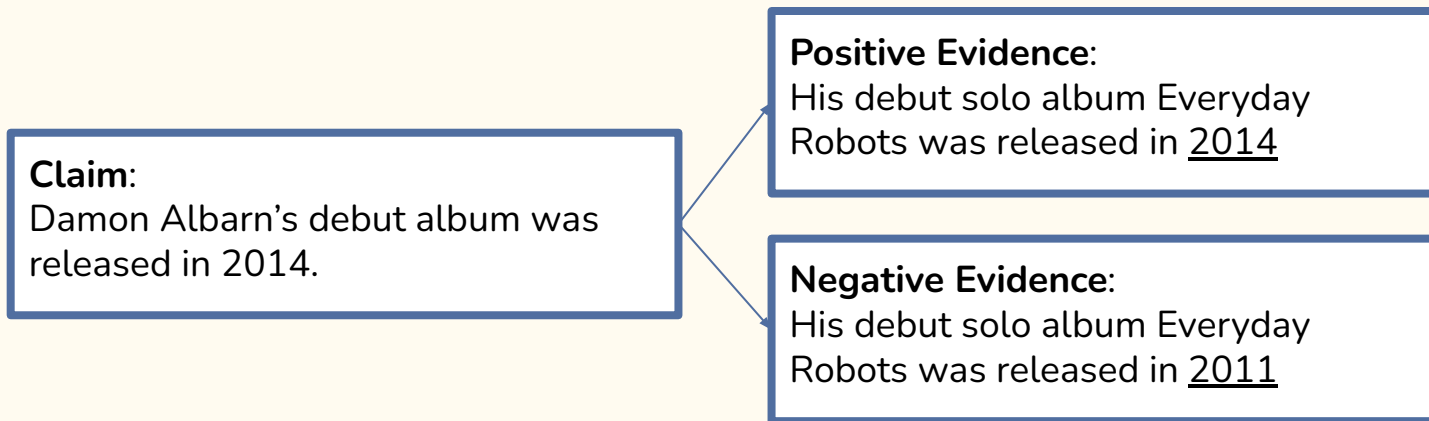 Claim:
Damon Albarn’s debut album was
released in 2014.
Positive Evidence:
His debut solo album Everyday
Robots was released in 2014
Negative Evidence:
His debut solo album Everyday
Robots was released in 2011